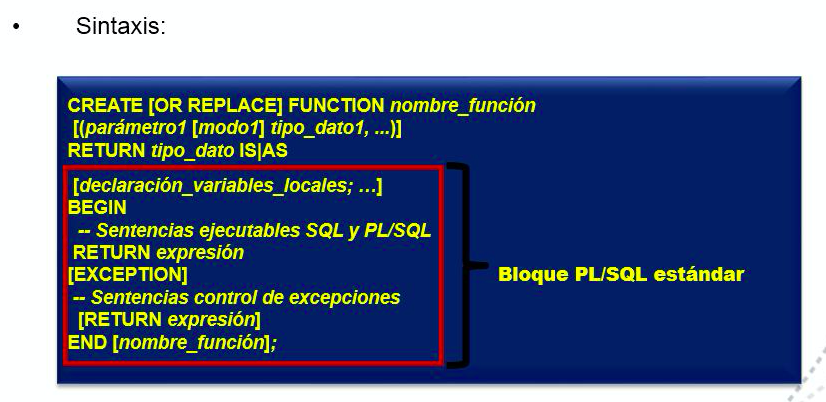 • Sintaxis:
CREATE [OR REPLACE] FUNCTION nombre_función
[(parámetro1 [modo1] tipo_dato1, ...)]
RETURN tipo_dato IS|AS
[declaración_variables_locales; ...]
BEGIN
-- Sentencias ejecutables SQL y PL/SQL
RETURN expresión
[EXCEPTION]
-- Sentencias control de excepciones
[RETURN expresión]
END [nombre_función];
Bloque PL/SQL estándar